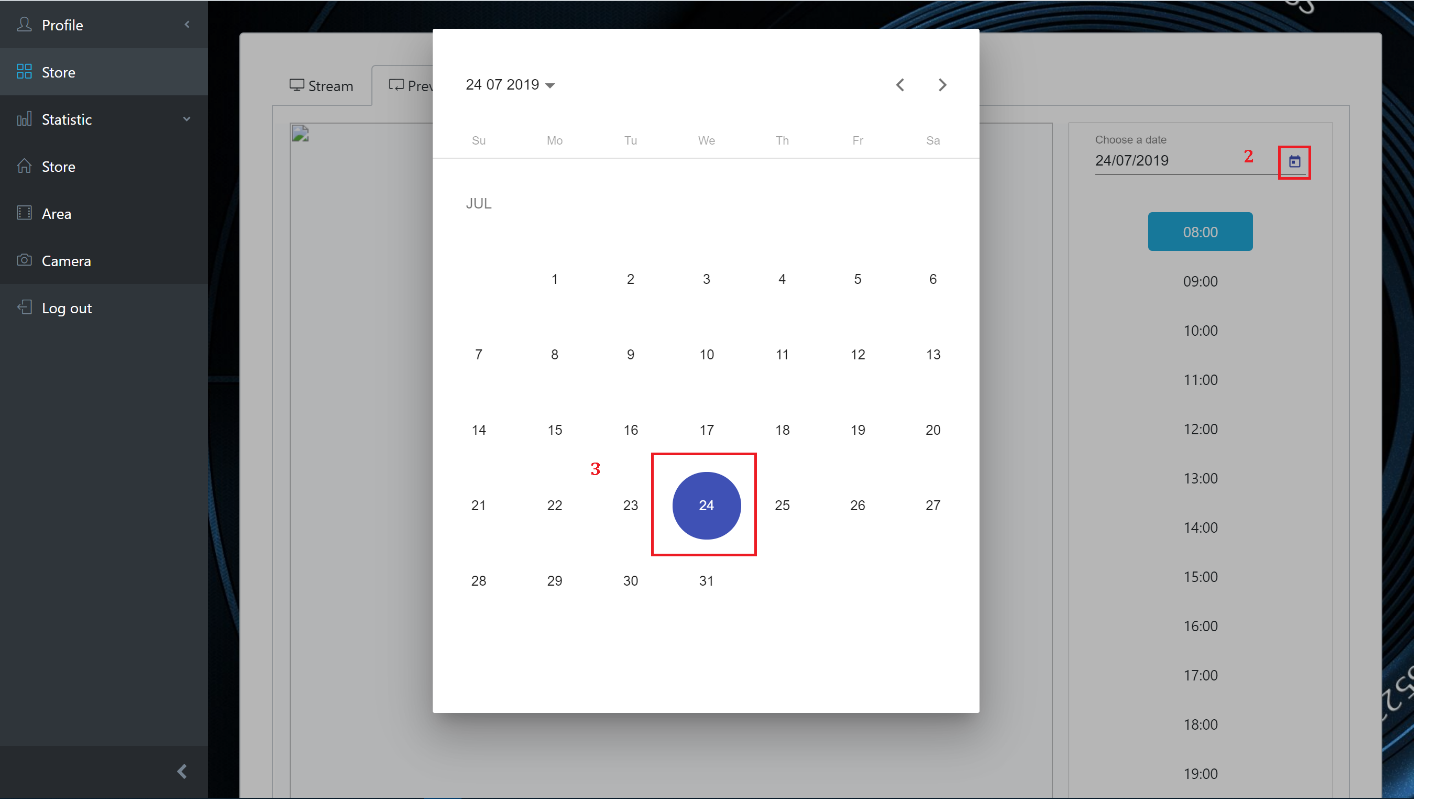 Profile
Store
Statistic
Store
Area
Camera
Log out
Stream
Prev
24 07 2019
Su Mo Tu We Th Fr Sa
JUL
1 2 3 4 5 6
7 8 9 10 11 12 13
14 15 16 17 18 19 20
3
21 22 23 24 25 26 27
28 29 30 31
Choose a date
24/07/2019 2
08:00
09:00
10:00
11:00
12:00
13:00
14:00
15:00
16:00
17:00
18:00
19:00